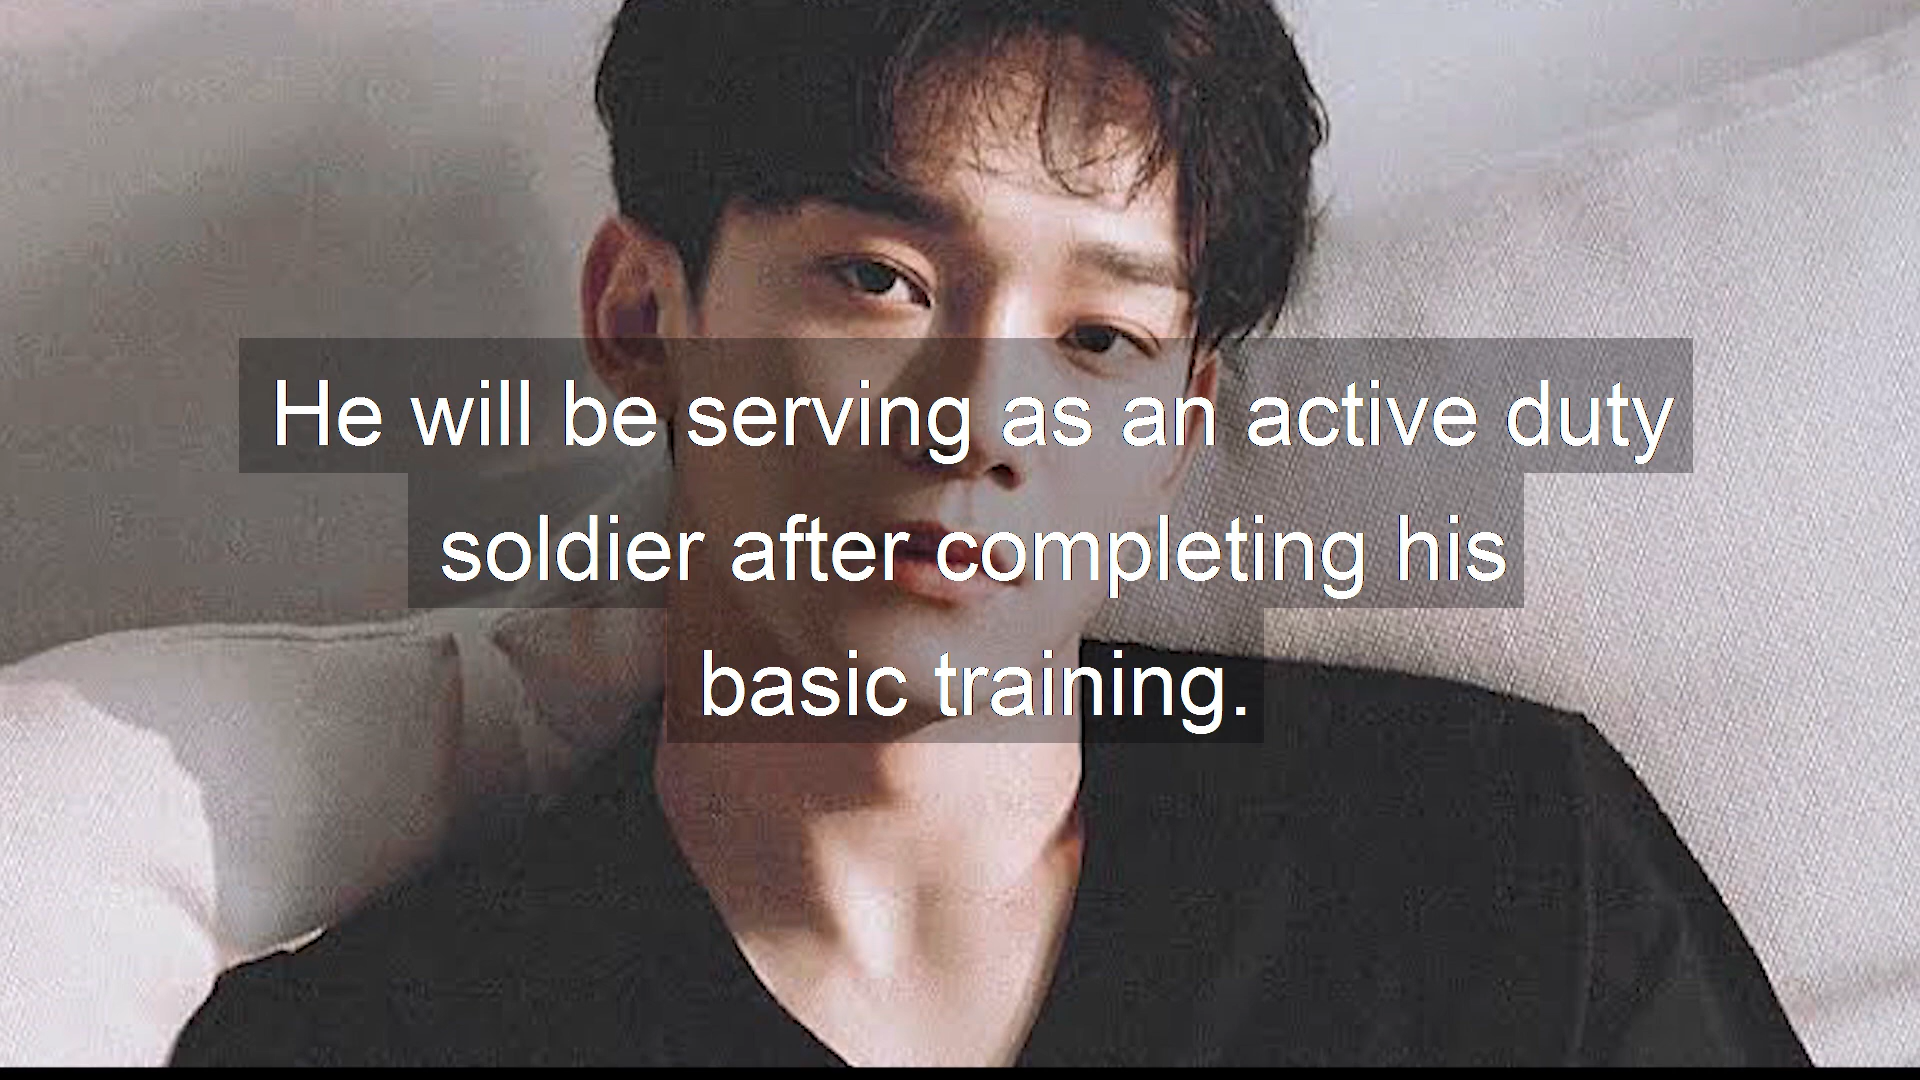 He will be serving as an active duty
soldier after completing his
basic training.